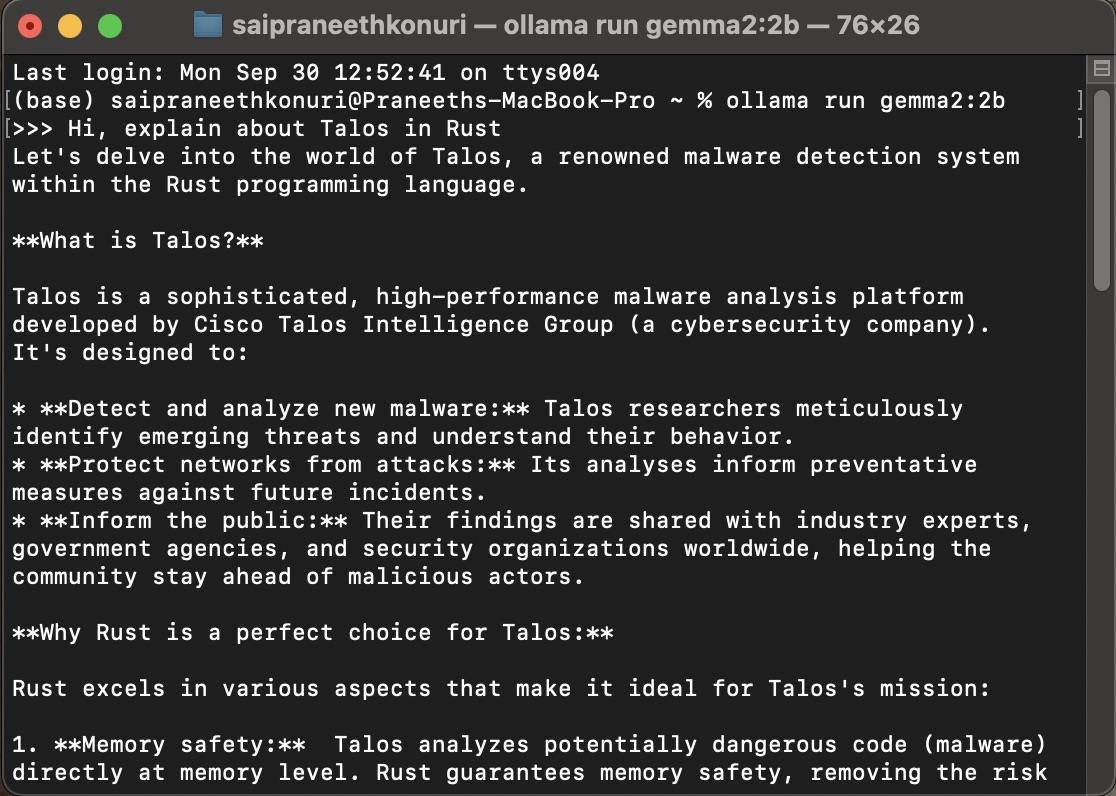 saipraneethkonuri — ollama run gemma2:2b — 76×26
Last login: Mon Sep 30 12:52:41 on ttys004
[(base) saipraneethkonuri@Praneeths-MacBook-Pro ~ % ollama run gemma2:2b ]
[>>> Hi, explain about Talos in Rust ]
Let's delve into the world of Talos, a renowned malware detection system
within the Rust programming language.
**What is Talos?**
Talos is a sophisticated, high-performance malware analysis platform
developed by Cisco Talos Intelligence Group (a cybersecurity company).
It's designed to:
* **Detect and analyze new malware:** Talos researchers meticulously
identify emerging threats and understand their behavior.
* **Protect networks from attacks:** Its analyses inform preventative
measures against future incidents.
* **Inform the public:** Their findings are shared with industry experts,
government agencies, and security organizations worldwide, helping the
community stay ahead of malicious actors.
**Why Rust is a perfect choice for Talos:**
Rust excels in various aspects that make it ideal for Talos's mission:
1. **Memory safety:**  Talos analyzes potentially dangerous code (malware)
directly at memory level. Rust guarantees memory safety, removing the risk